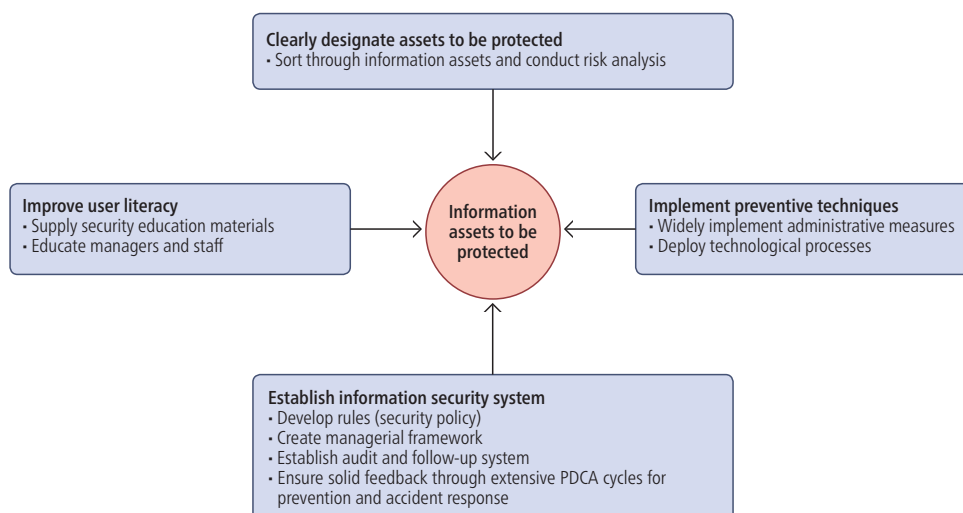 Clearly designate assets to be protected
• Sort through information assets and conduct risk analysis
Improve user literacy
• Supply security education materials
• Educate managers and staff
Information
assets to be
protected
Implement preventive techniques
• Widely implement administrative measures
• Deploy technological processes
Establish information security system
• Develop rules (security policy)
• Create managerial framework
• Establish audit and follow-up system
• Ensure solid feedback through extensive PDCA cycles for
prevention and accident response